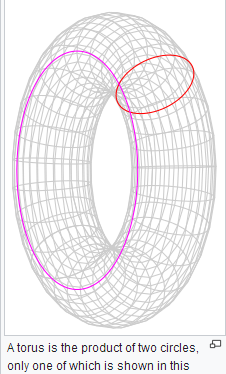 A torus is the product of two circles,
only one of which is shown in this